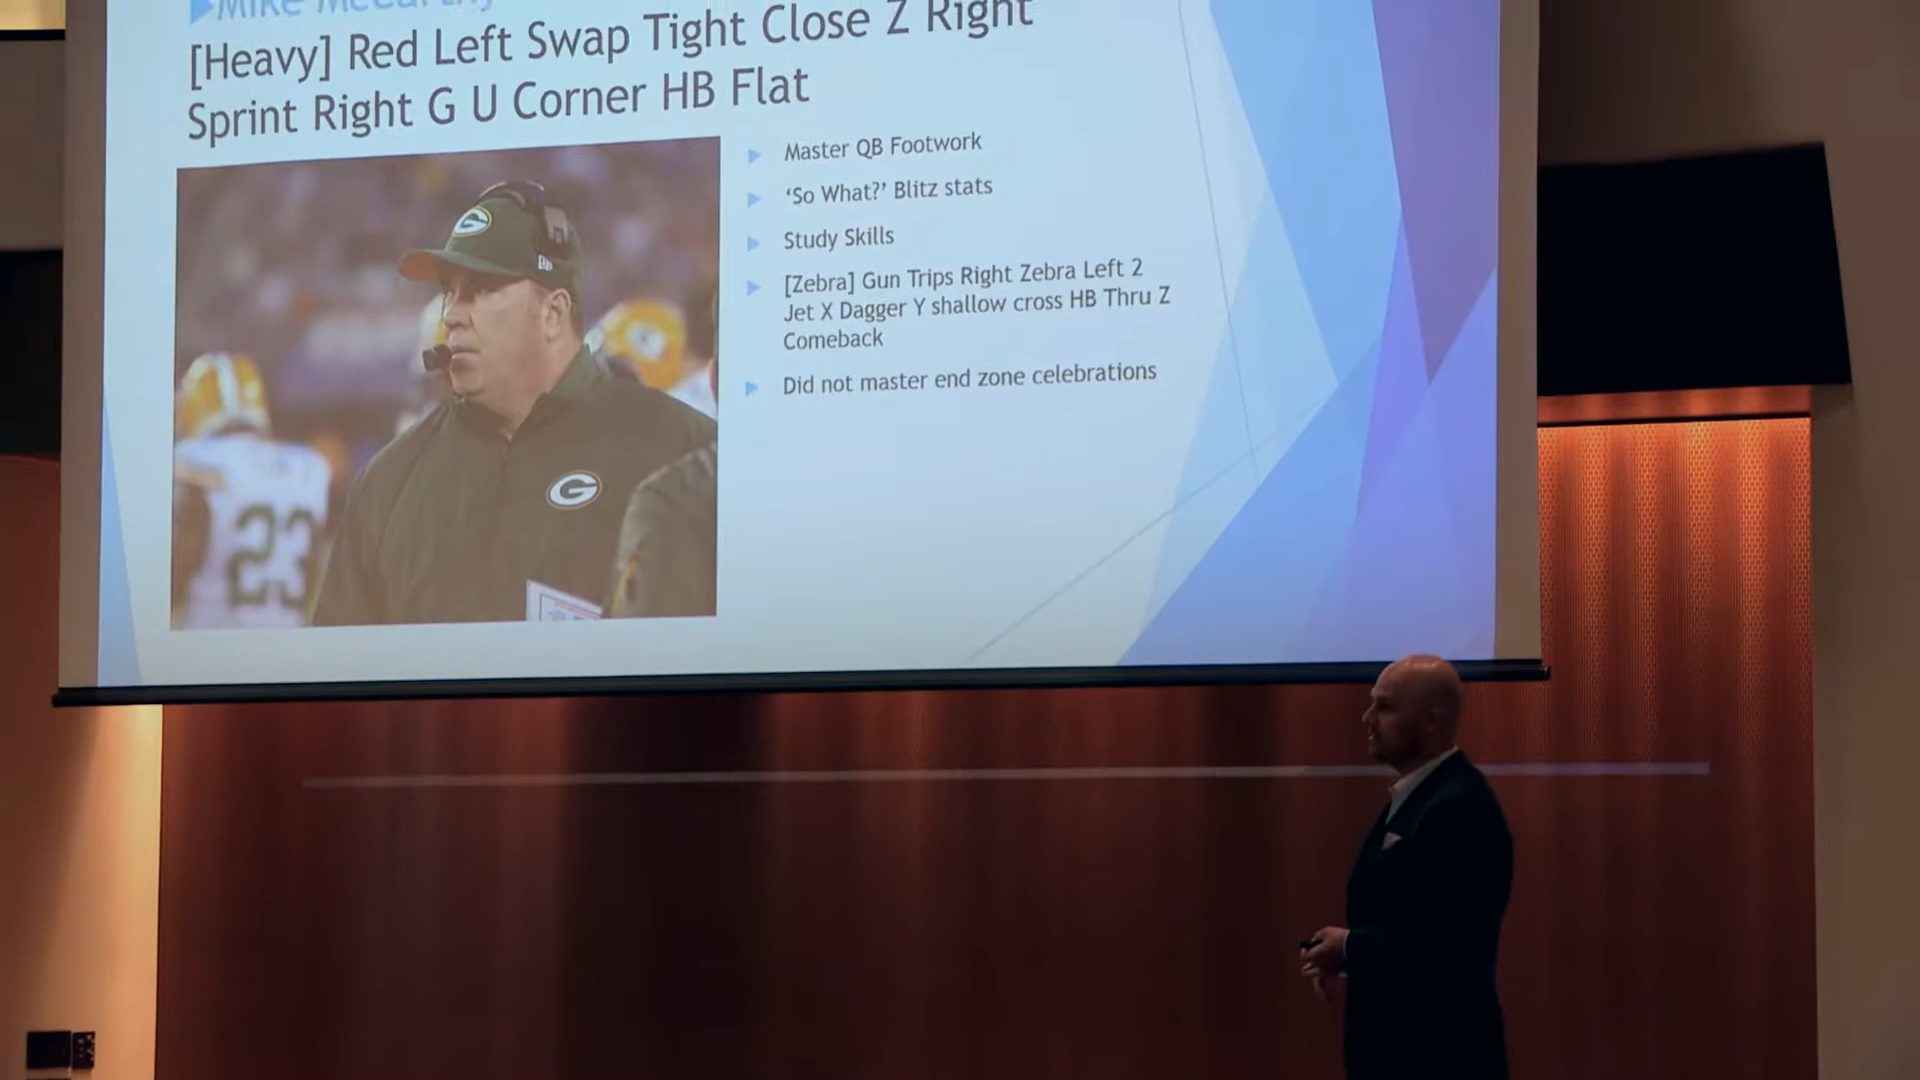 Mike McCarthy
[Heavy] Red Left Swap Tight Close Z Right
Sprint Right G U Corner HB Flat
Master QB Footwork
‘So What?’ Blitz stats
Study Skills
[Zebra] Gun Trips Right Zebra Left 2
Jet X Dagger Y shallow cross HB Thru Z
Comeback
Did not master end zone celebrations
G
G
23